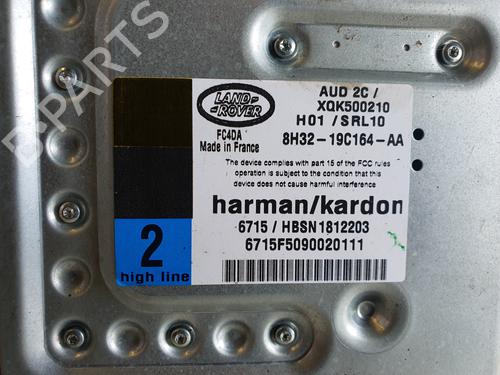 B-PARTS
LAND-
ROVER
FC4DA
Made in France
AUD 2C /
XQK500210
H01 / SRL10
8H32-19C164-AA
The device complies with part 15 of the FCC rules
operation is subject to the condition that this
device does not cause harmful interference
harman/kardon
6715 / HBSN1812203
6715F5090020111
2
high line